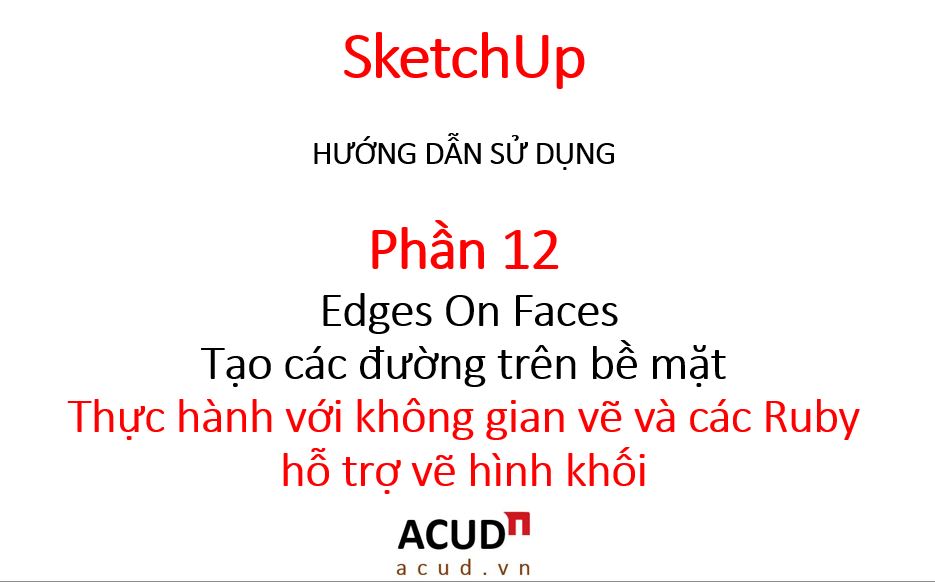 SketchUp
HƯỚNG DẪN SỬ DỤNG
Phần 12
Edges On Faces
Tạo các đường trên bề mặt
Thực hành với không gian vẽ và các Ruby
hỗ trợ vẽ hình khối
ACUD
acud.vn